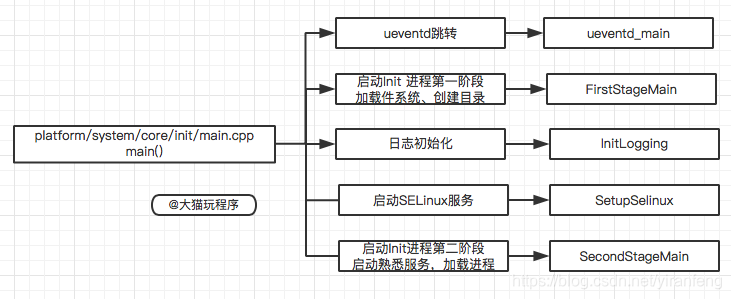 ueventd跳转
ueventd_main
启动Init 进程第一阶段
加载件系统、创建目录
FirstStageMain
platform/system/core/init/main.cpp
main()
日志初始化
InitLogging
@大猫玩程序
启动SELinux服务
SetupSelinux
启动Init进程第二阶段
启动熟悉服务，加载进程
SecondStageMain
https://blog.csdn.net/yiranfeng